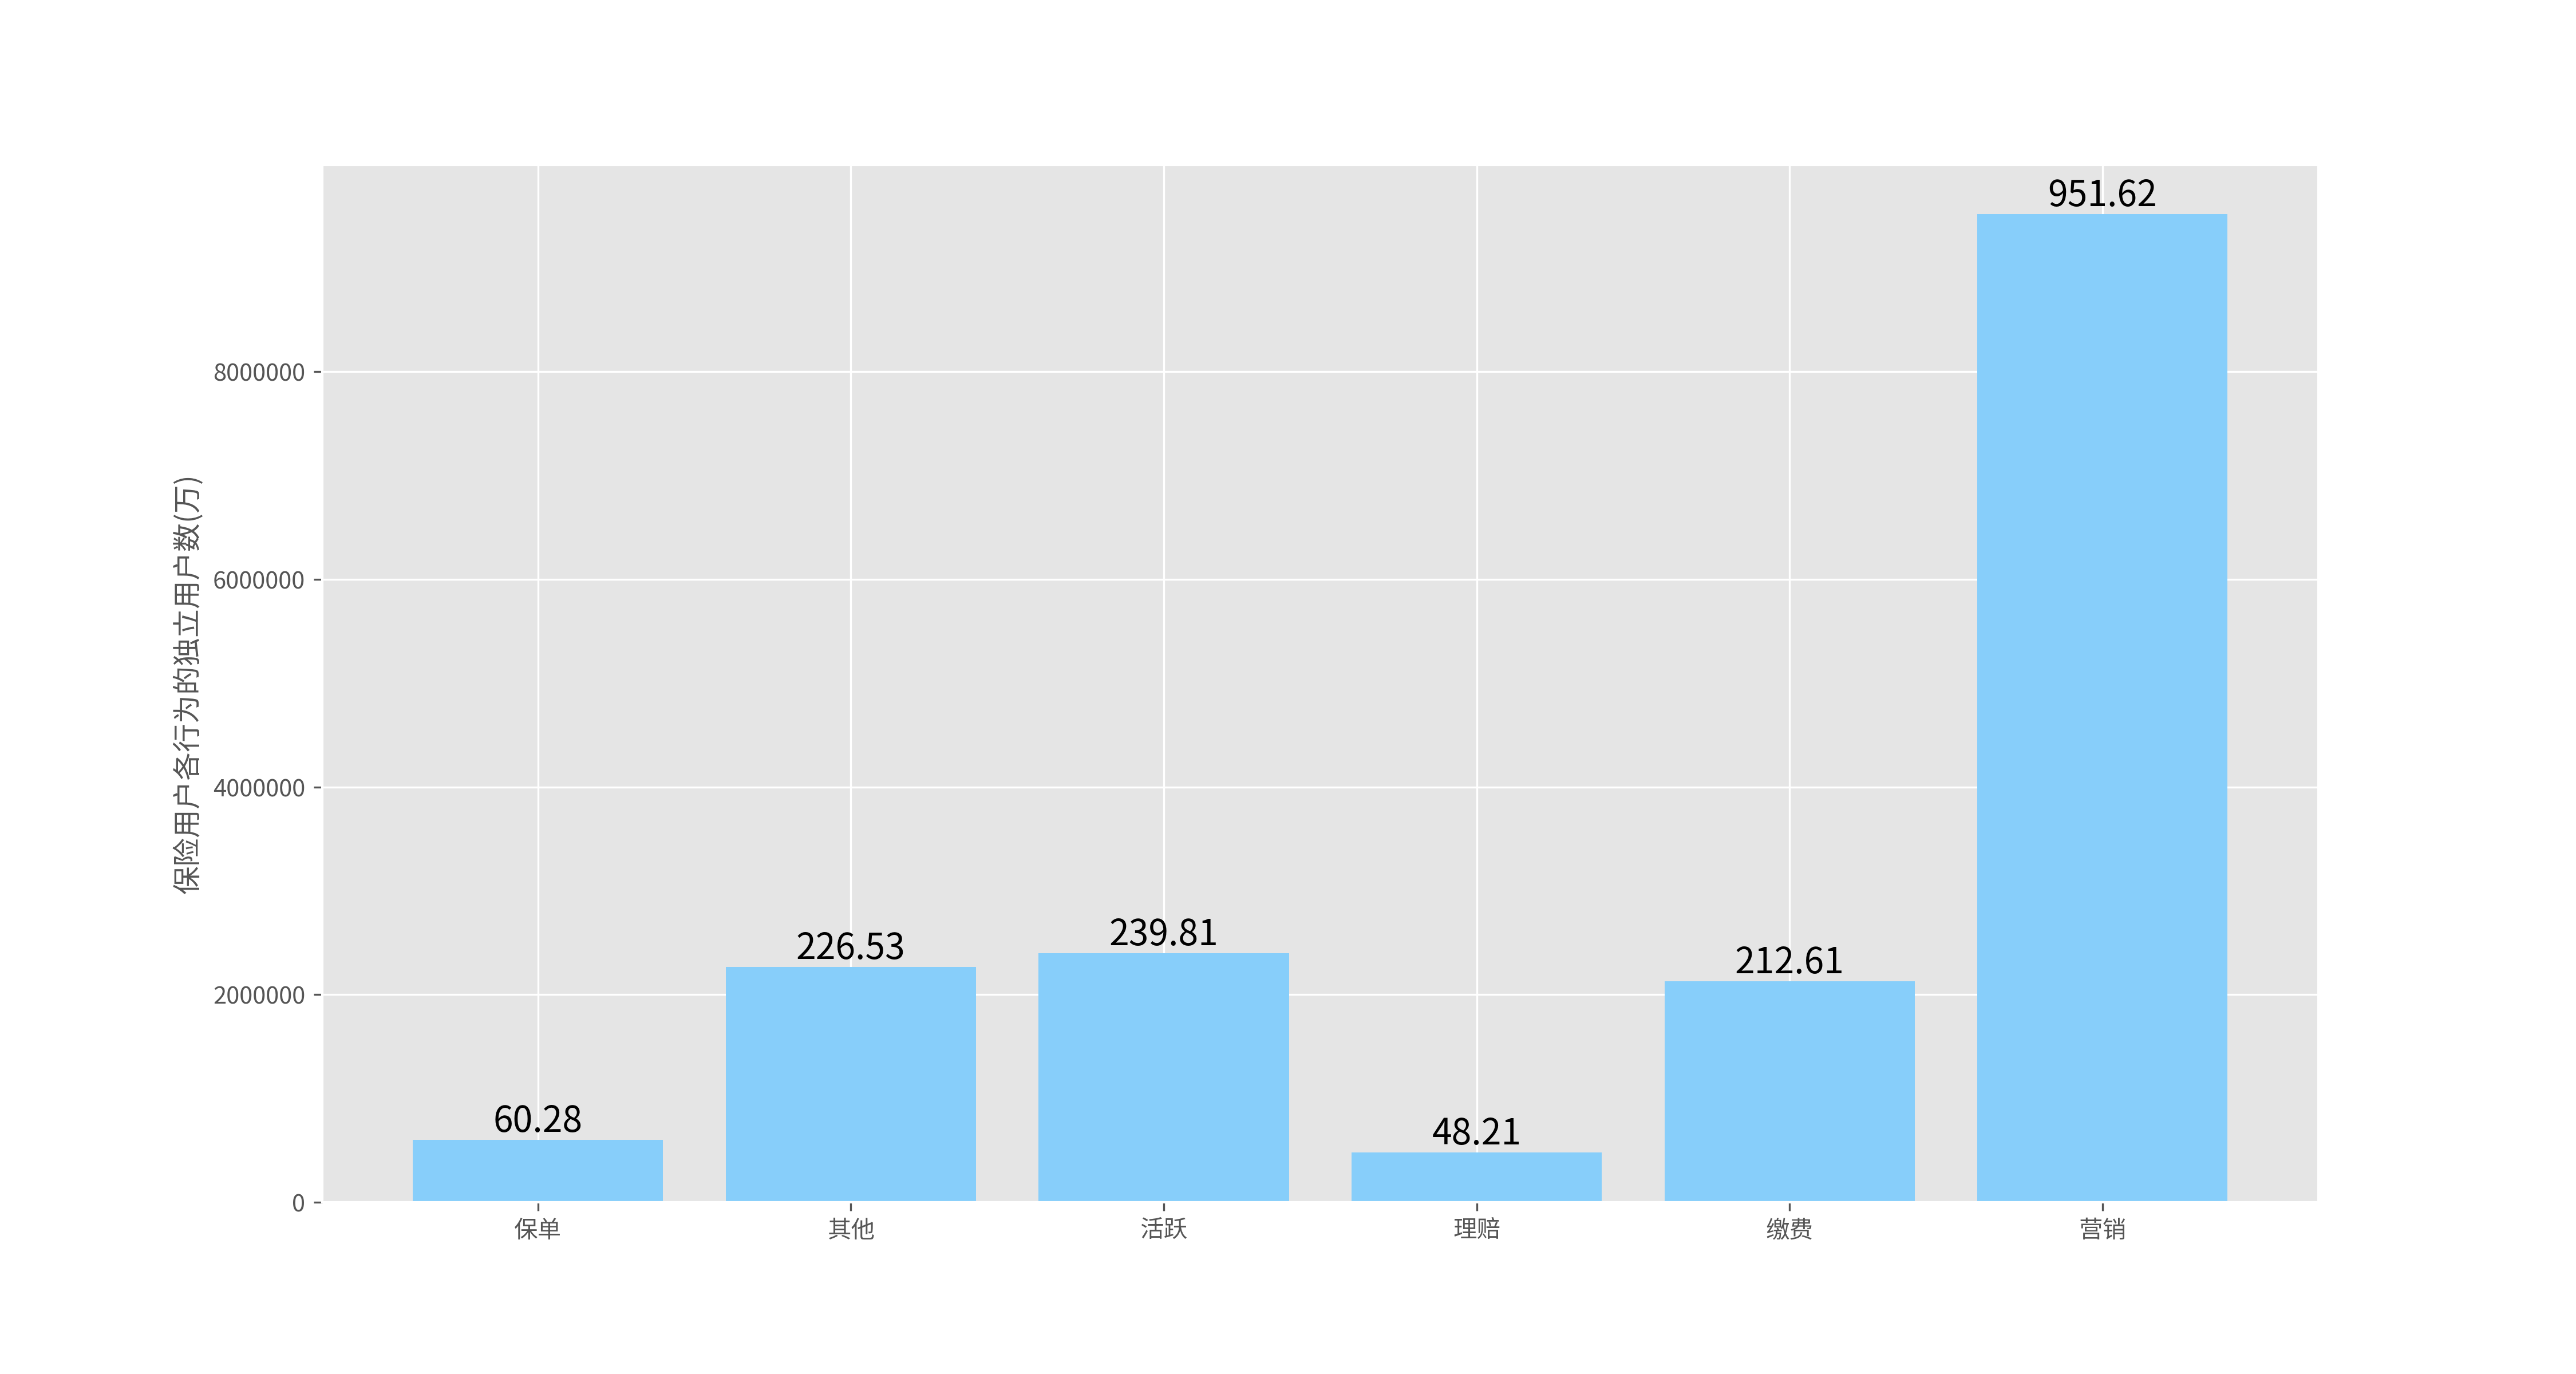 保险用户各行为的独立用户数(万)
8000000
6000000
4000000
2000000
0
60.28
226.53
239.81
48.21
212.61
951.62
保单
其他
活跃
理赔
缴费
营销